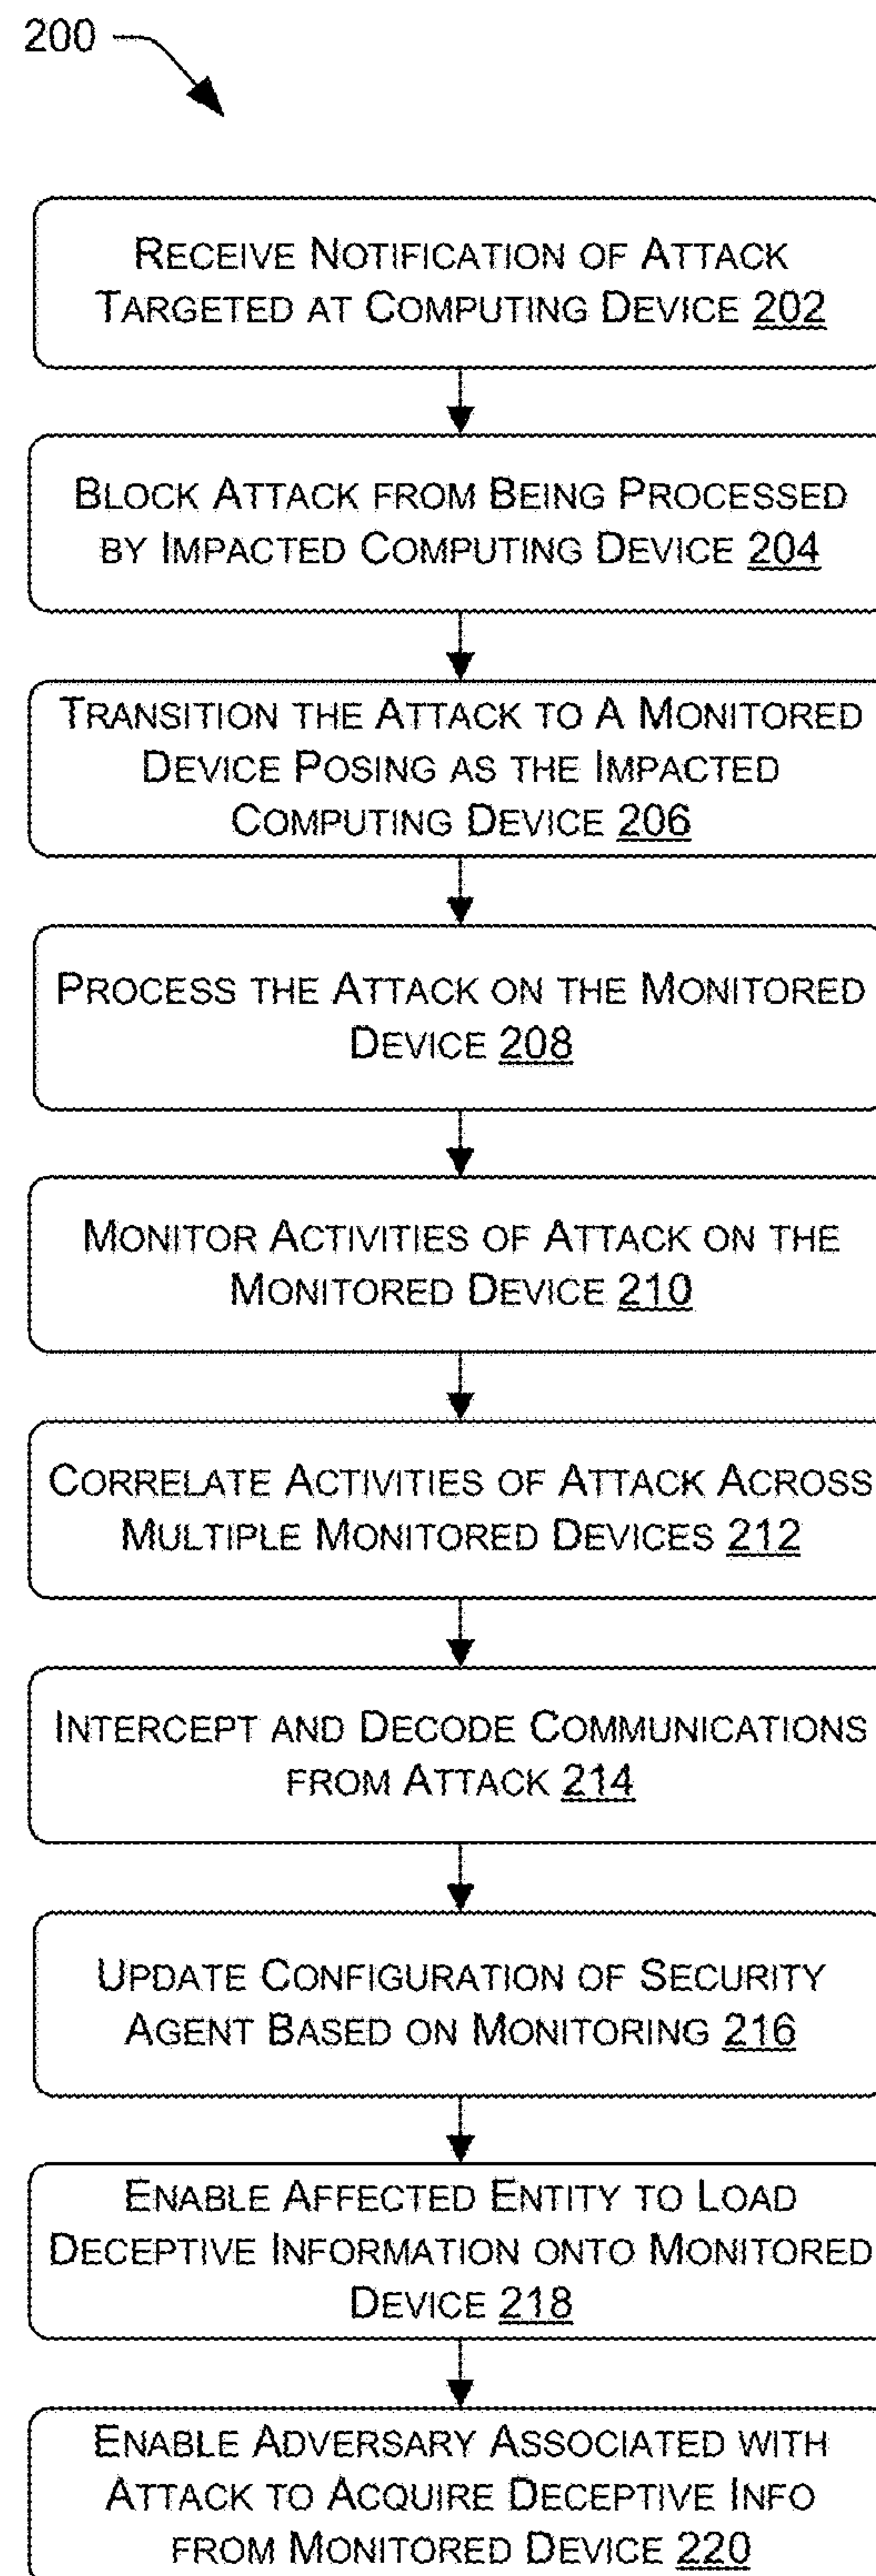 200
RECEIVE NOTIFICATION OF ATTACK
TARGETED AT COMPUTING DEVICE 202
BLOCK ATTACK FROM BEING PROCESSED
BY IMPACTED COMPUTING DEVICE 204
TRANSITION THE ATTACK TO A MONITORED
DEVICE POSING AS THE IMPACTED
COMPUTING DEVICE 206
PROCESS THE ATTACK ON THE MONITORED
DEVICE 208
MONITOR ACTIVITIES OF ATTACK ON THE
MONITORED DEVICE 210
CORRELATE ACTIVITIES OF ATTACK ACROSS
MULTIPLE MONITORED DEVICES 212
INTERCEPT AND DECODE COMMUNICATIONS
FROM ATTACK 214
UPDATE CONFIGURATION OF SECURITY
AGENT BASED ON MONITORING 216
ENABLE AFFECTED ENTITY TO LOAD
DECEPTIVE INFORMATION ONTO MONITORED
DEVICE 218
ENABLE ADVERSARY ASSOCIATED WITH
ATTACK TO ACQUIRE DECEPTIVE INFO
FROM MONITORED DEVICE 220